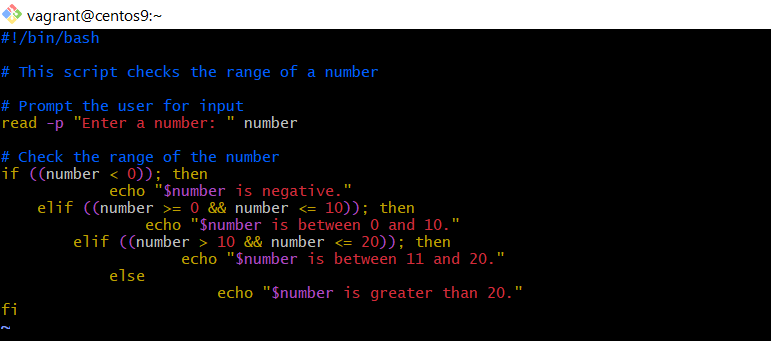 vagrant@centos9:~
#!/bin/bash
# This script checks the range of a number
# Prompt the user for input
read -p "Enter a number: " number
# Check the range of the number
if ((number < 0)); then
            echo "$number is negative."
    elif ((number >= 0 && number <= 10)); then
                echo "$number is between 0 and 10."
        elif ((number > 10 && number <= 20)); then
                    echo "$number is between 11 and 20."
            else
                        echo "$number is greater than 20."
fi
~